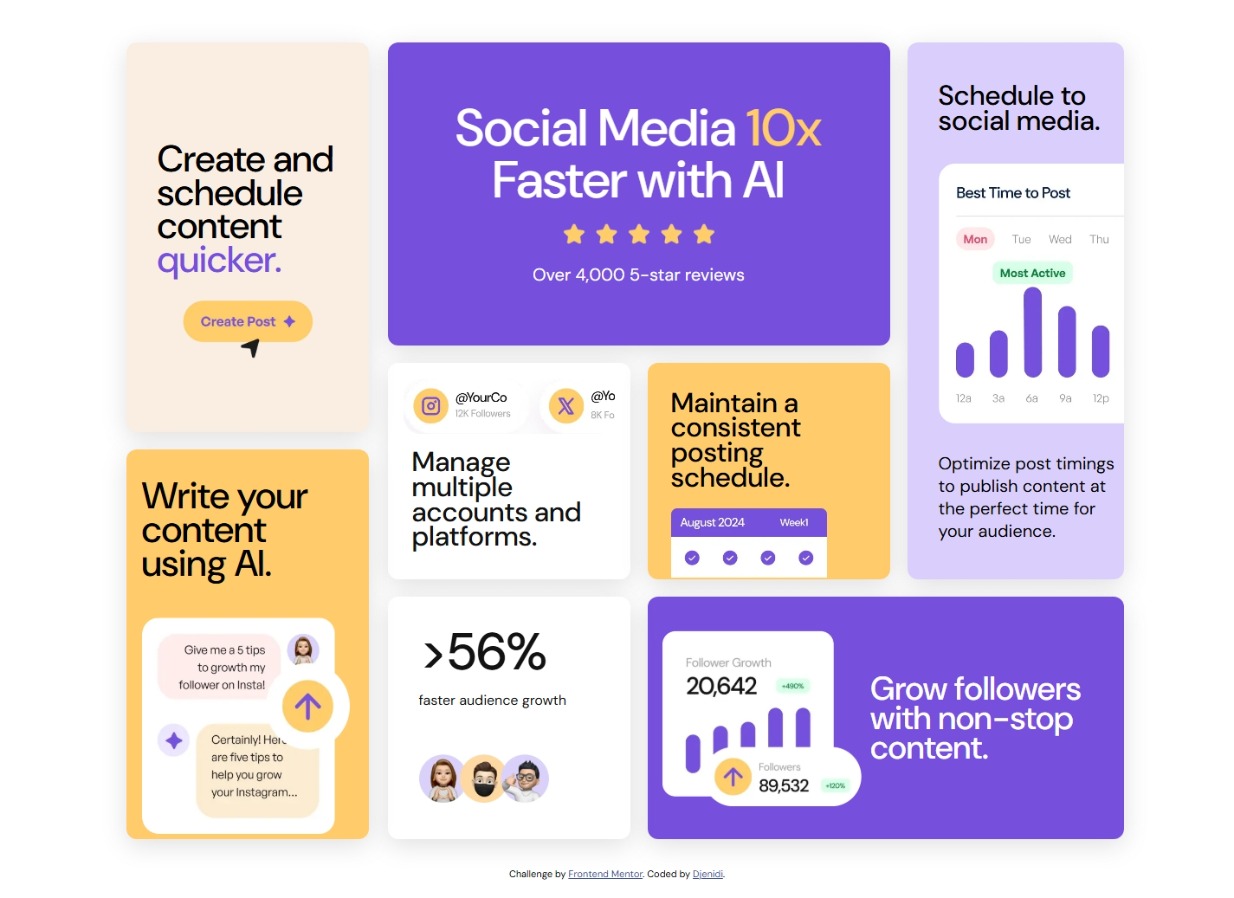 Create and
schedule
content
quicker.
Create Post
Write your
content
using AI.
Give me a 5 tips
to growth my
follower on Insta!
Certainly! Here
are five tips to
help you grow
your Instagram...
Social Media 10x
Faster with AI
Over 4,000 5-star reviews
@YourCo
12K Followers
@Yo
8K Fo
Manage
multiple
accounts and
platforms.
Maintain a
consistent
posting
schedule.
August 2024 Week1
>56%
faster audience growth
Schedule to
social media.
Best Time to Post
Mon Tue Wed Thu
Most Active
12a 3a 6a 9a 12p
Optimize post timings
to publish content at
the perfect time for
your audience.
Follower Growth
20,642 +490%
Followers
89,532 +120%
Grow followers
with non-stop
content.
Challenge by Frontend Mentor. Coded by Djenidi.